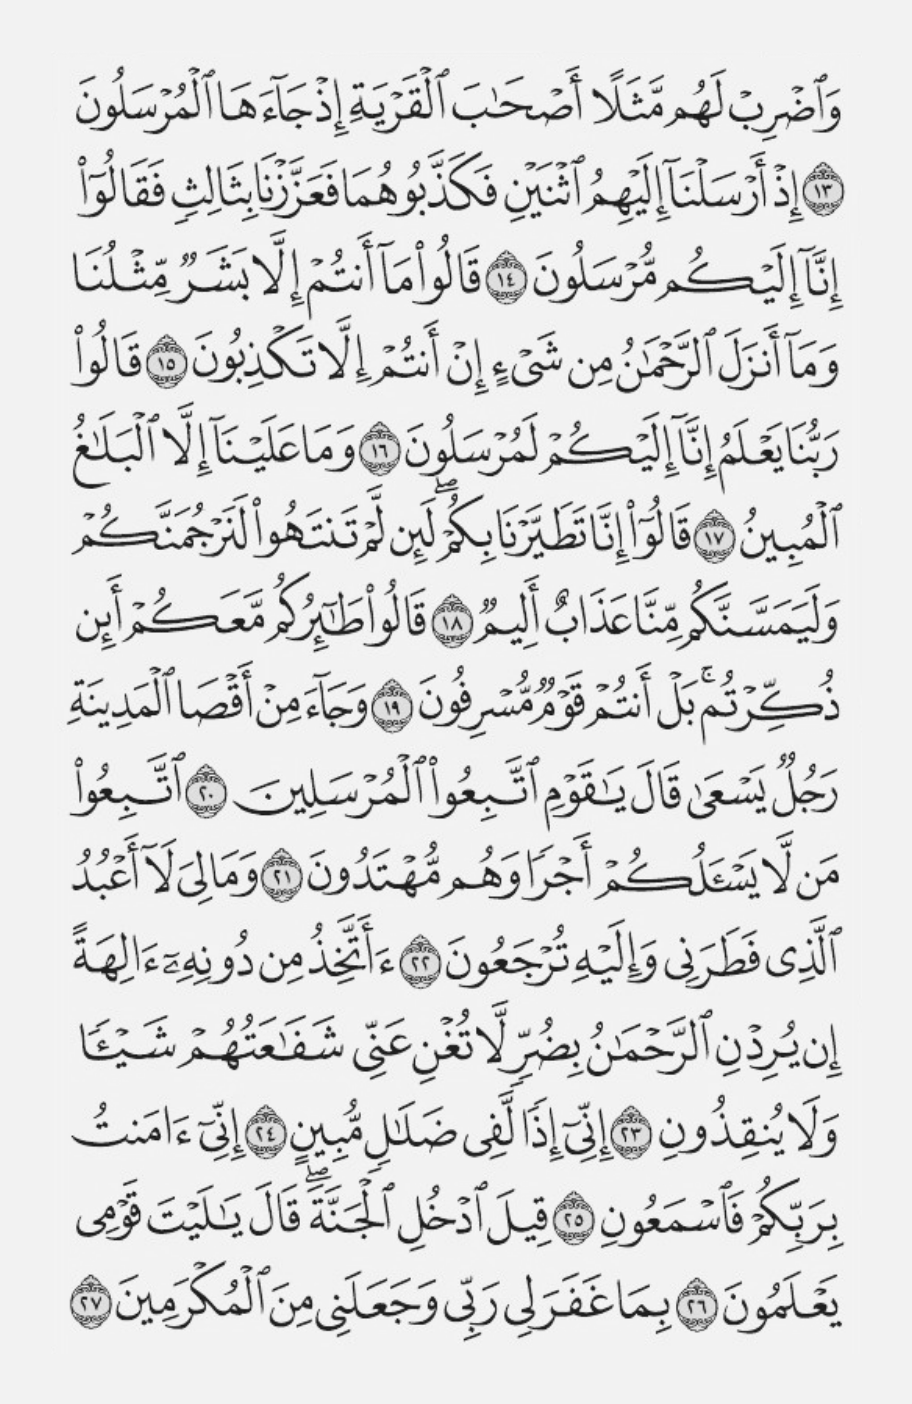 وَٱضْرِبْ لَهُم مَّثَلًا أَصْحَـٰبَ ٱلْقَرْيَةِ إِذْ جَآءَهَا ٱلْمُرْسَلُونَ
١٣ إِذْ أَرْسَلْنَآ إِلَيْهِمُ ٱثْنَيْنِ فَكَذَّبُوهُمَا فَعَزَّزْنَا بِثَالِثٍ فَقَالُوٓا۟
إِنَّآ إِلَيْكُم مُّرْسَلُونَ ١٤ قَالُوا۟ مَآ أَنتُمْ إِلَّا بَشَرٌ مِّثْلُنَا
وَمَآ أَنزَلَ ٱلرَّحْمَـٰنُ مِن شَىْءٍ إِنْ أَنتُمْ إِلَّا تَكْذِبُونَ ١٥ قَالُوا۟
رَبُّنَا يَعْلَمُ إِنَّآ إِلَيْكُمْ لَمُرْسَلُونَ ١٦ وَمَا عَلَيْنَآ إِلَّا ٱلْبَلَـٰغُ
ٱلْمُبِينُ ١٧ قَالُوٓا۟ إِنَّا تَطَيَّرْنَا بِكُمْ ۖ لَئِن لَّمْ تَنتَهُوا۟ لَنَرْجُمَنَّكُمْ
وَلَيَمَسَّنَّكُم مِّنَّا عَذَابٌ أَلِيمٌ ١٨ قَالُوا۟ طَـٰٓئِرُكُم مَّعَكُمْ أَئِن
ذُكِّرْتُم ۚ بَلْ أَنتُمْ قَوْمٌ مُّسْرِفُونَ ١٩ وَجَآءَ مِنْ أَقْصَا ٱلْمَدِينَةِ
رَجُلٌ يَسْعَىٰ قَالَ يَـٰقَوْمِ ٱتَّبِعُوا۟ ٱلْمُرْسَلِينَ ٢٠ ٱتَّبِعُوا۟
مَن لَّا يَسْـَٔلُكُمْ أَجْرًا وَهُم مُّهْتَدُونَ ٢١ وَمَا لِىَ لَآ أَعْبُدُ
ٱلَّذِى فَطَرَنِى وَإِلَيْهِ تُرْجَعُونَ ٢٢ ءَأَتَّخِذُ مِن دُونِهِۦٓ ءَالِهَةً
إِن يُرِدْنِ ٱلرَّحْمَـٰنُ بِضُرٍّ لَّا تُغْنِ عَنِّى شَفَـٰعَتُهُمْ شَيْـًٔا
وَلَا يُنقِذُونِ ٢٣ إِنِّىٓ إِذًا لَّفِى ضَلَـٰلٍ مُّبِينٍ ٢٤ إِنِّىٓ ءَامَنتُ
بِرَبِّكُمْ فَٱسْمَعُونِ ٢٥ قِيلَ ٱدْخُلِ ٱلْجَنَّةَ ۖ قَالَ يَـٰلَيْتَ قَوْمِى
يَعْلَمُونَ ٢٦ بِمَا غَفَرَ لِى رَبِّى وَجَعَلَنِى مِنَ ٱلْمُكْرَمِينَ ٢٧